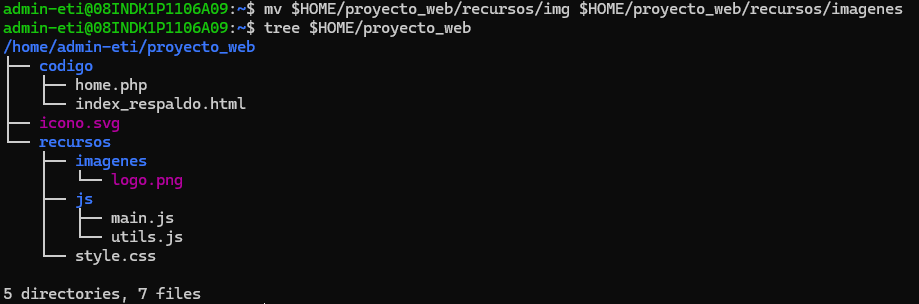 admin-eti@08INDK1P1106A09:~$ mv $HOME/proyecto_web/recursos/img $HOME/proyecto_web/recursos/imagenes
admin-eti@08INDK1P1106A09:~$ tree $HOME/proyecto_web
/home/admin-eti/proyecto_web
├── codigo
│   ├── home.php
│   └── index_respaldo.html
├── icono.svg
└── recursos
    ├── imagenes
    │   └── logo.png
    ├── js
    │   ├── main.js
    │   └── utils.js
    └── style.css

5 directories, 7 files